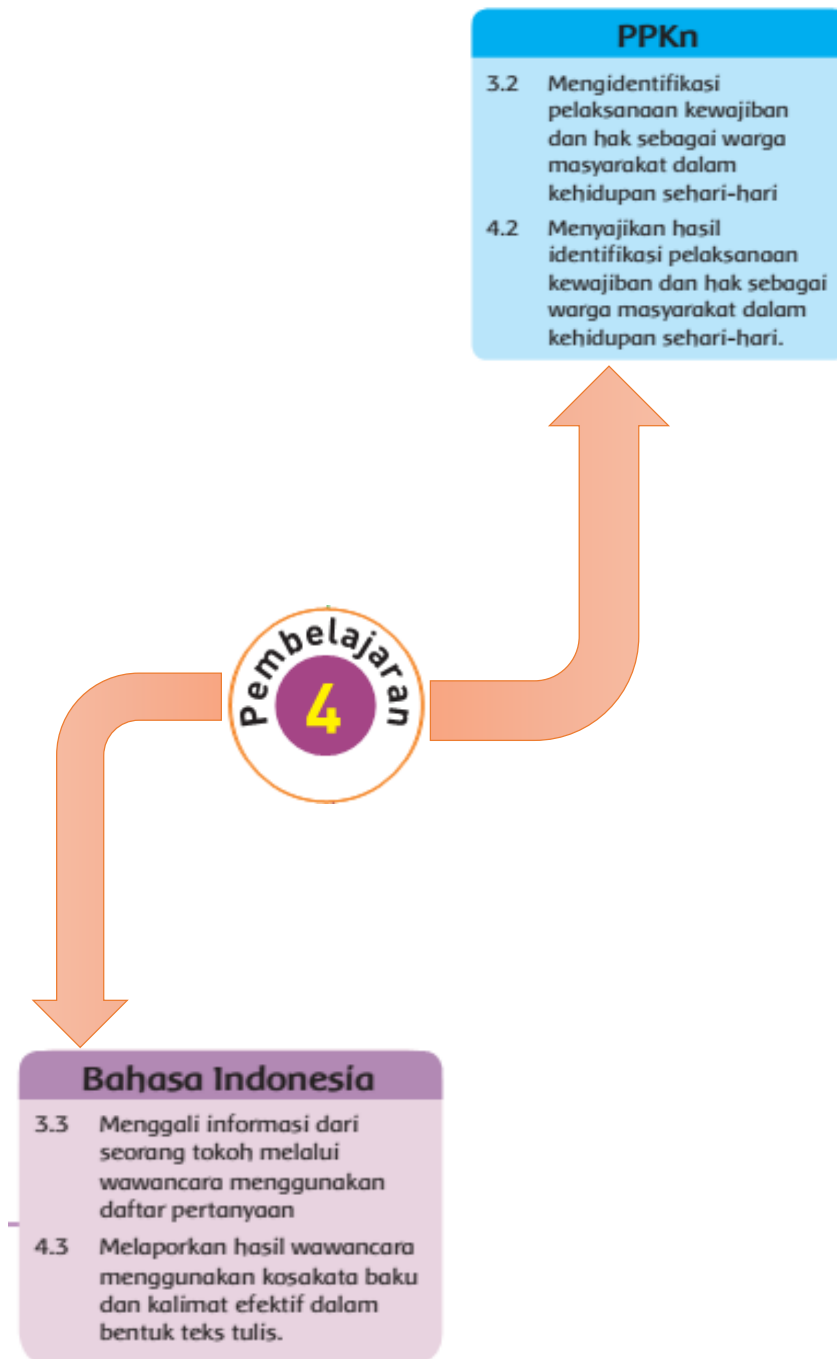 PPKn
3.2 Mengidentifikasi
pelaksanaan kewajiban
dan hak sebagai warga
masyarakat dalam
kehidupan sehari-hari
4.2 Menyajikan hasil
identifikasi pelaksanaan
kewajiban dan hak sebagai
warga masyarakat dalam
kehidupan sehari-hari.
Pembelajaran
4
Bahasa Indonesia
3.3 Menggali informasi dari
seorang tokoh melalui
wawancara menggunakan
daftar pertanyaan
4.3 Melaporkan hasil wawancara
menggunakan kosakata baku
dan kalimat efektif dalam
bentuk teks tulis.